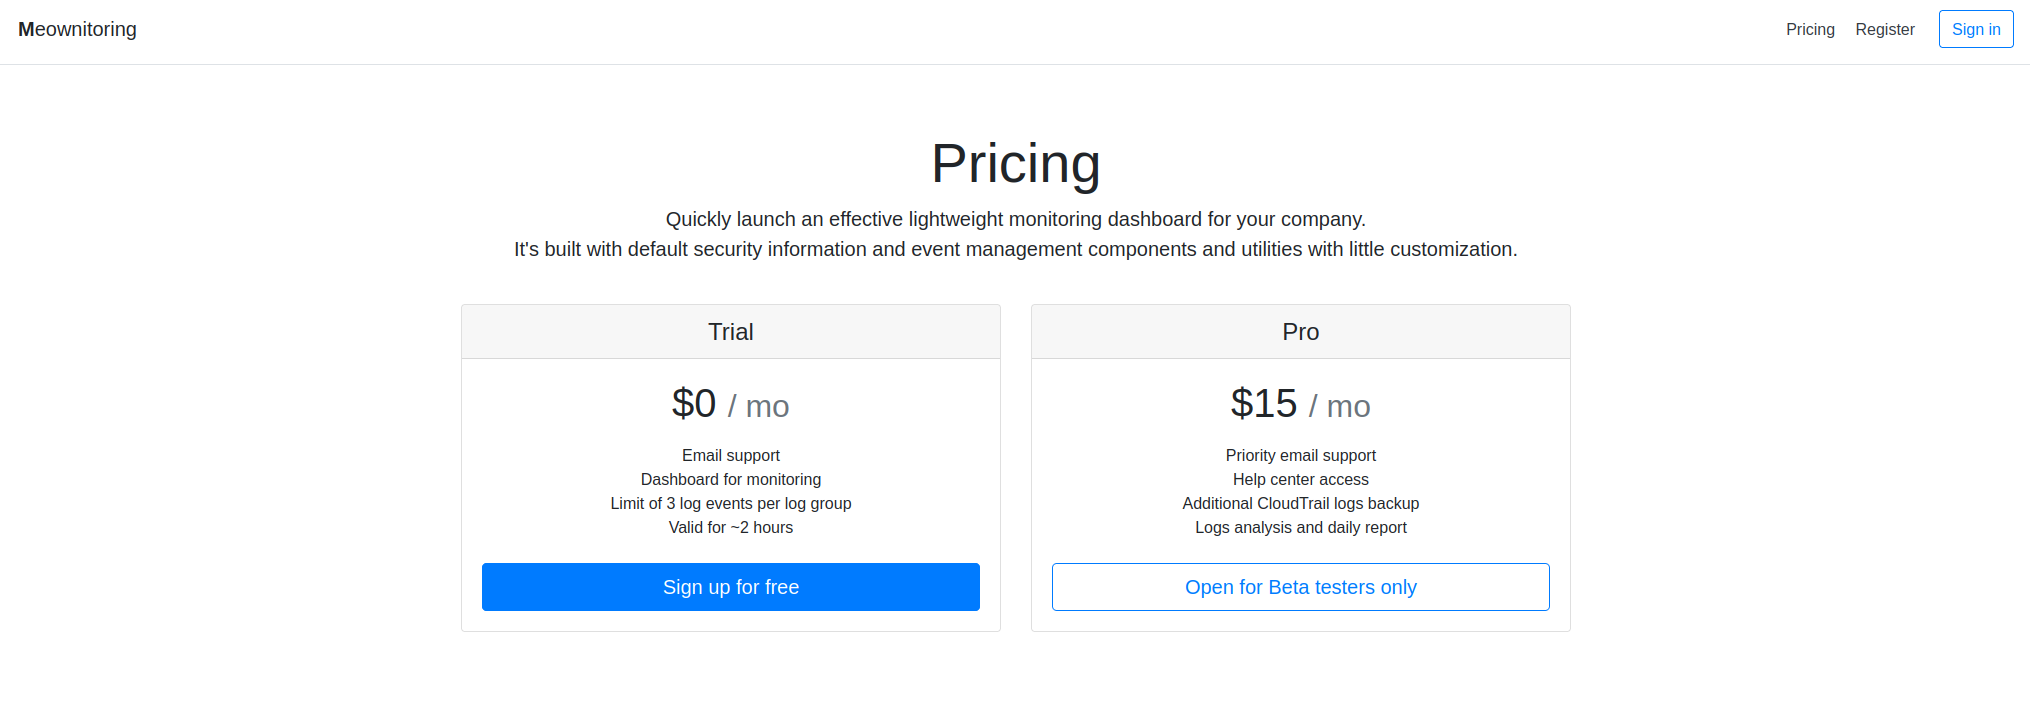 Meownitoring
Pricing
Register
Sign in
Pricing
Quickly launch an effective lightweight monitoring dashboard for your company.
It's built with default security information and event management components and utilities with little customization.
Trial
$0 / mo
Email support
Dashboard for monitoring
Limit of 3 log events per log group
Valid for ~2 hours
Sign up for free
Pro
$15 / mo
Priority email support
Help center access
Additional CloudTrail logs backup
Logs analysis and daily report
Open for Beta testers only